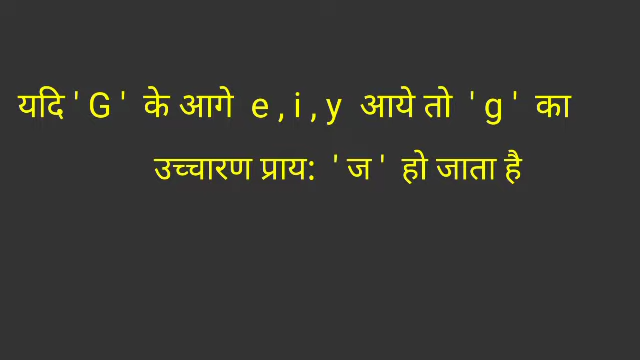 यदि ' G ' के आगे e , i , y आये तो ' g ' का
उच्चारण प्राय: ' ज ' हो जाता है